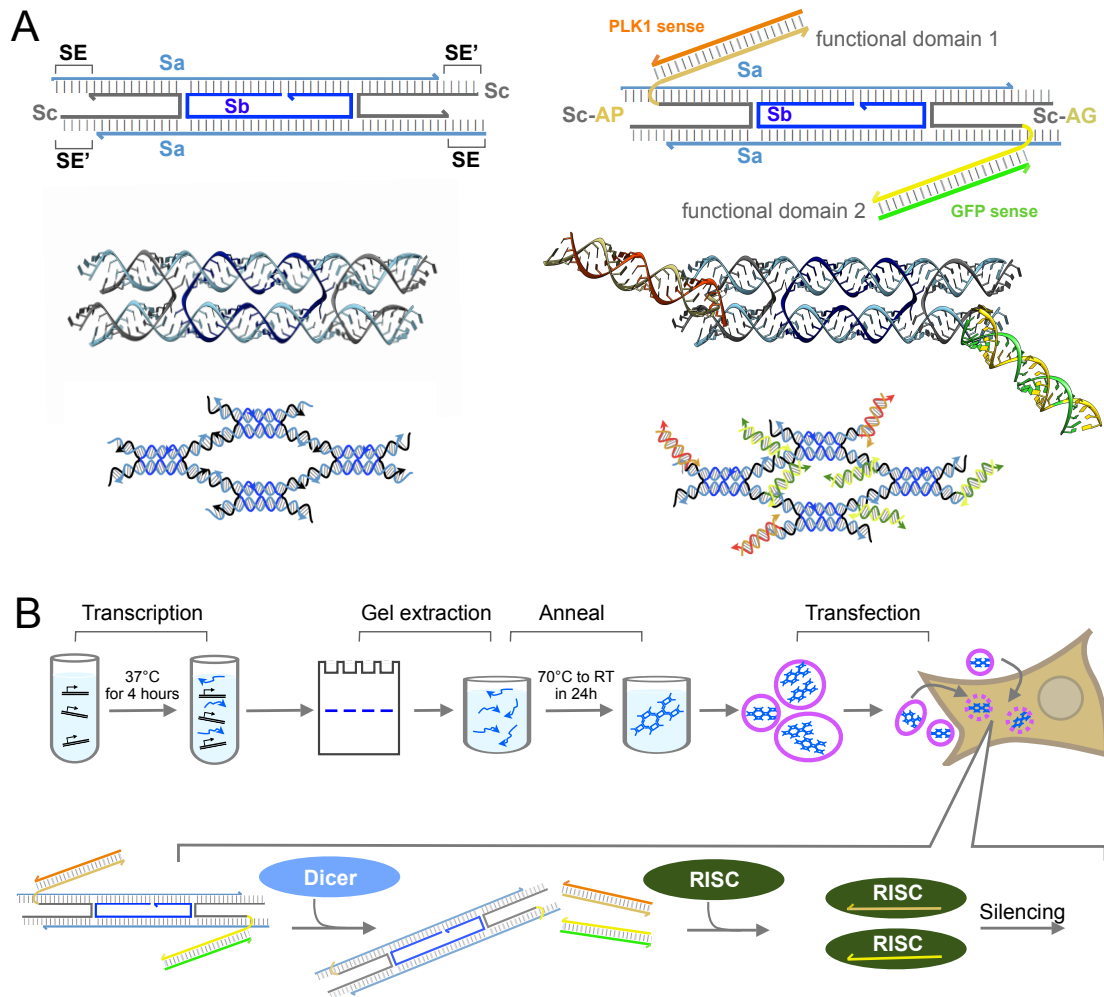 A
SE
Sa
SE'
Sc
Sc
Sb
SE'
Sa
SE
PLK1 sense
functional domain 1
Sa
Sc-AP
Sb
Sc-AG
Sa
functional domain 2
GFP sense
B
Transcription
Gel extraction
Anneal
Transfection
37°C
for 4 hours
70°C to RT
in 24h
Dicer
RISC
RISC
RISC
Silencing